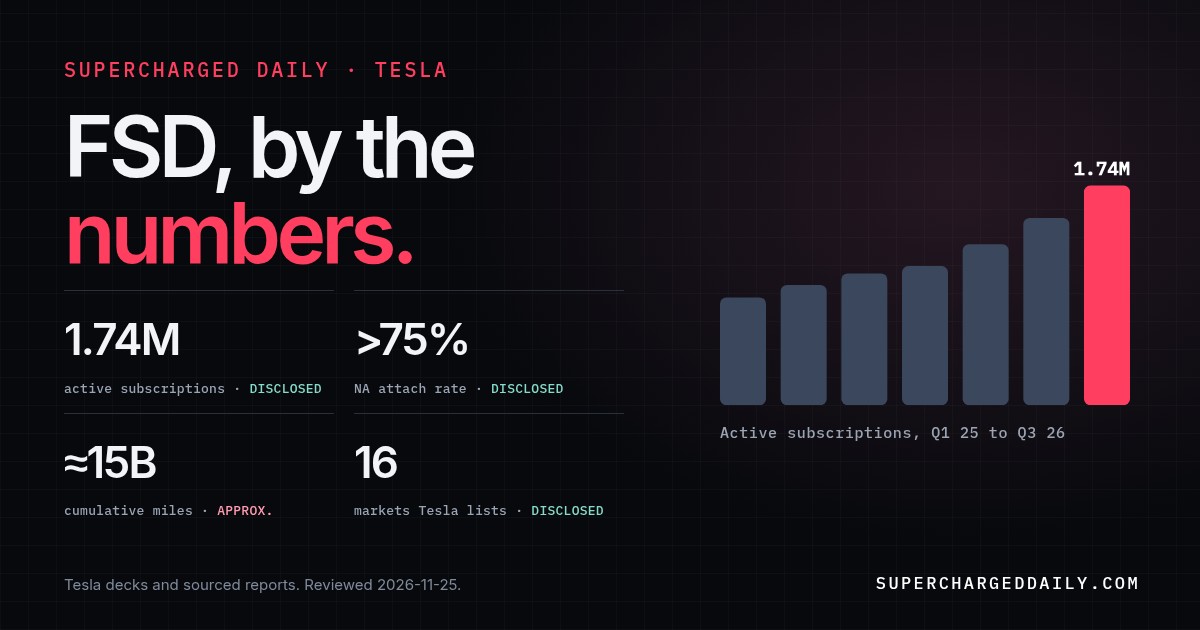 SUPERCHARGED DAILY · TESLA
FSD, by the
numbers.
1.74M
active subscriptions · DISCLOSED
>75%
NA attach rate · DISCLOSED
≈15B
cumulative miles · APPROX.
16
markets Tesla lists · DISCLOSED
1.74M
Active subscriptions, Q1 25 to Q3 26
Tesla decks and sourced reports. Reviewed 2026-11-25.
SUPERCHARGEDDAILY.COM